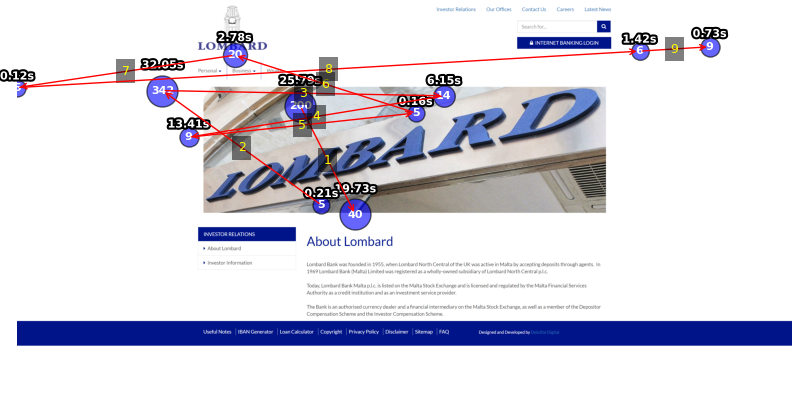 Investor Relations Our Offices Contact Us Careers Latest News
Search for...
INTERNET BANKING LOGIN
LOMBARD
Personal Business
2.78s
20
1.42s
6
0.73s
9
0.12s
7
8
9
32.05s
342
25.79s
200
3
6
6.15s
14
0.16s
5
13.41s
9
4
5
2
1
LOMBARD
0.21s
5
19.73s
40
INVESTOR RELATIONS
About Lombard
Investor Information
About Lombard
Lombard Bank was founded in 1955, when Lombard North Central of the UK was active in Malta by accepting deposits through agents. In
1969 Lombard Bank (Malta) Limited was registered as a wholly-owned subsidiary of Lombard North Central p.l.c.
Today, Lombard Bank Malta p.l.c. is listed on the Malta Stock Exchange and is licensed and regulated by the Malta Financial Services
Authority as a credit institution and as an investment service provider.
The Bank is an authorised currency dealer and a financial intermediary on the Malta Stock Exchange, as well as a member of the Depositor
Compensation Scheme and the Investor Compensation Scheme.
Useful Notes IBAN Generator Loan Calculator Copyright Privacy Policy Disclaimer Sitemap FAQ
Designed and Developed by Deloitte Digital